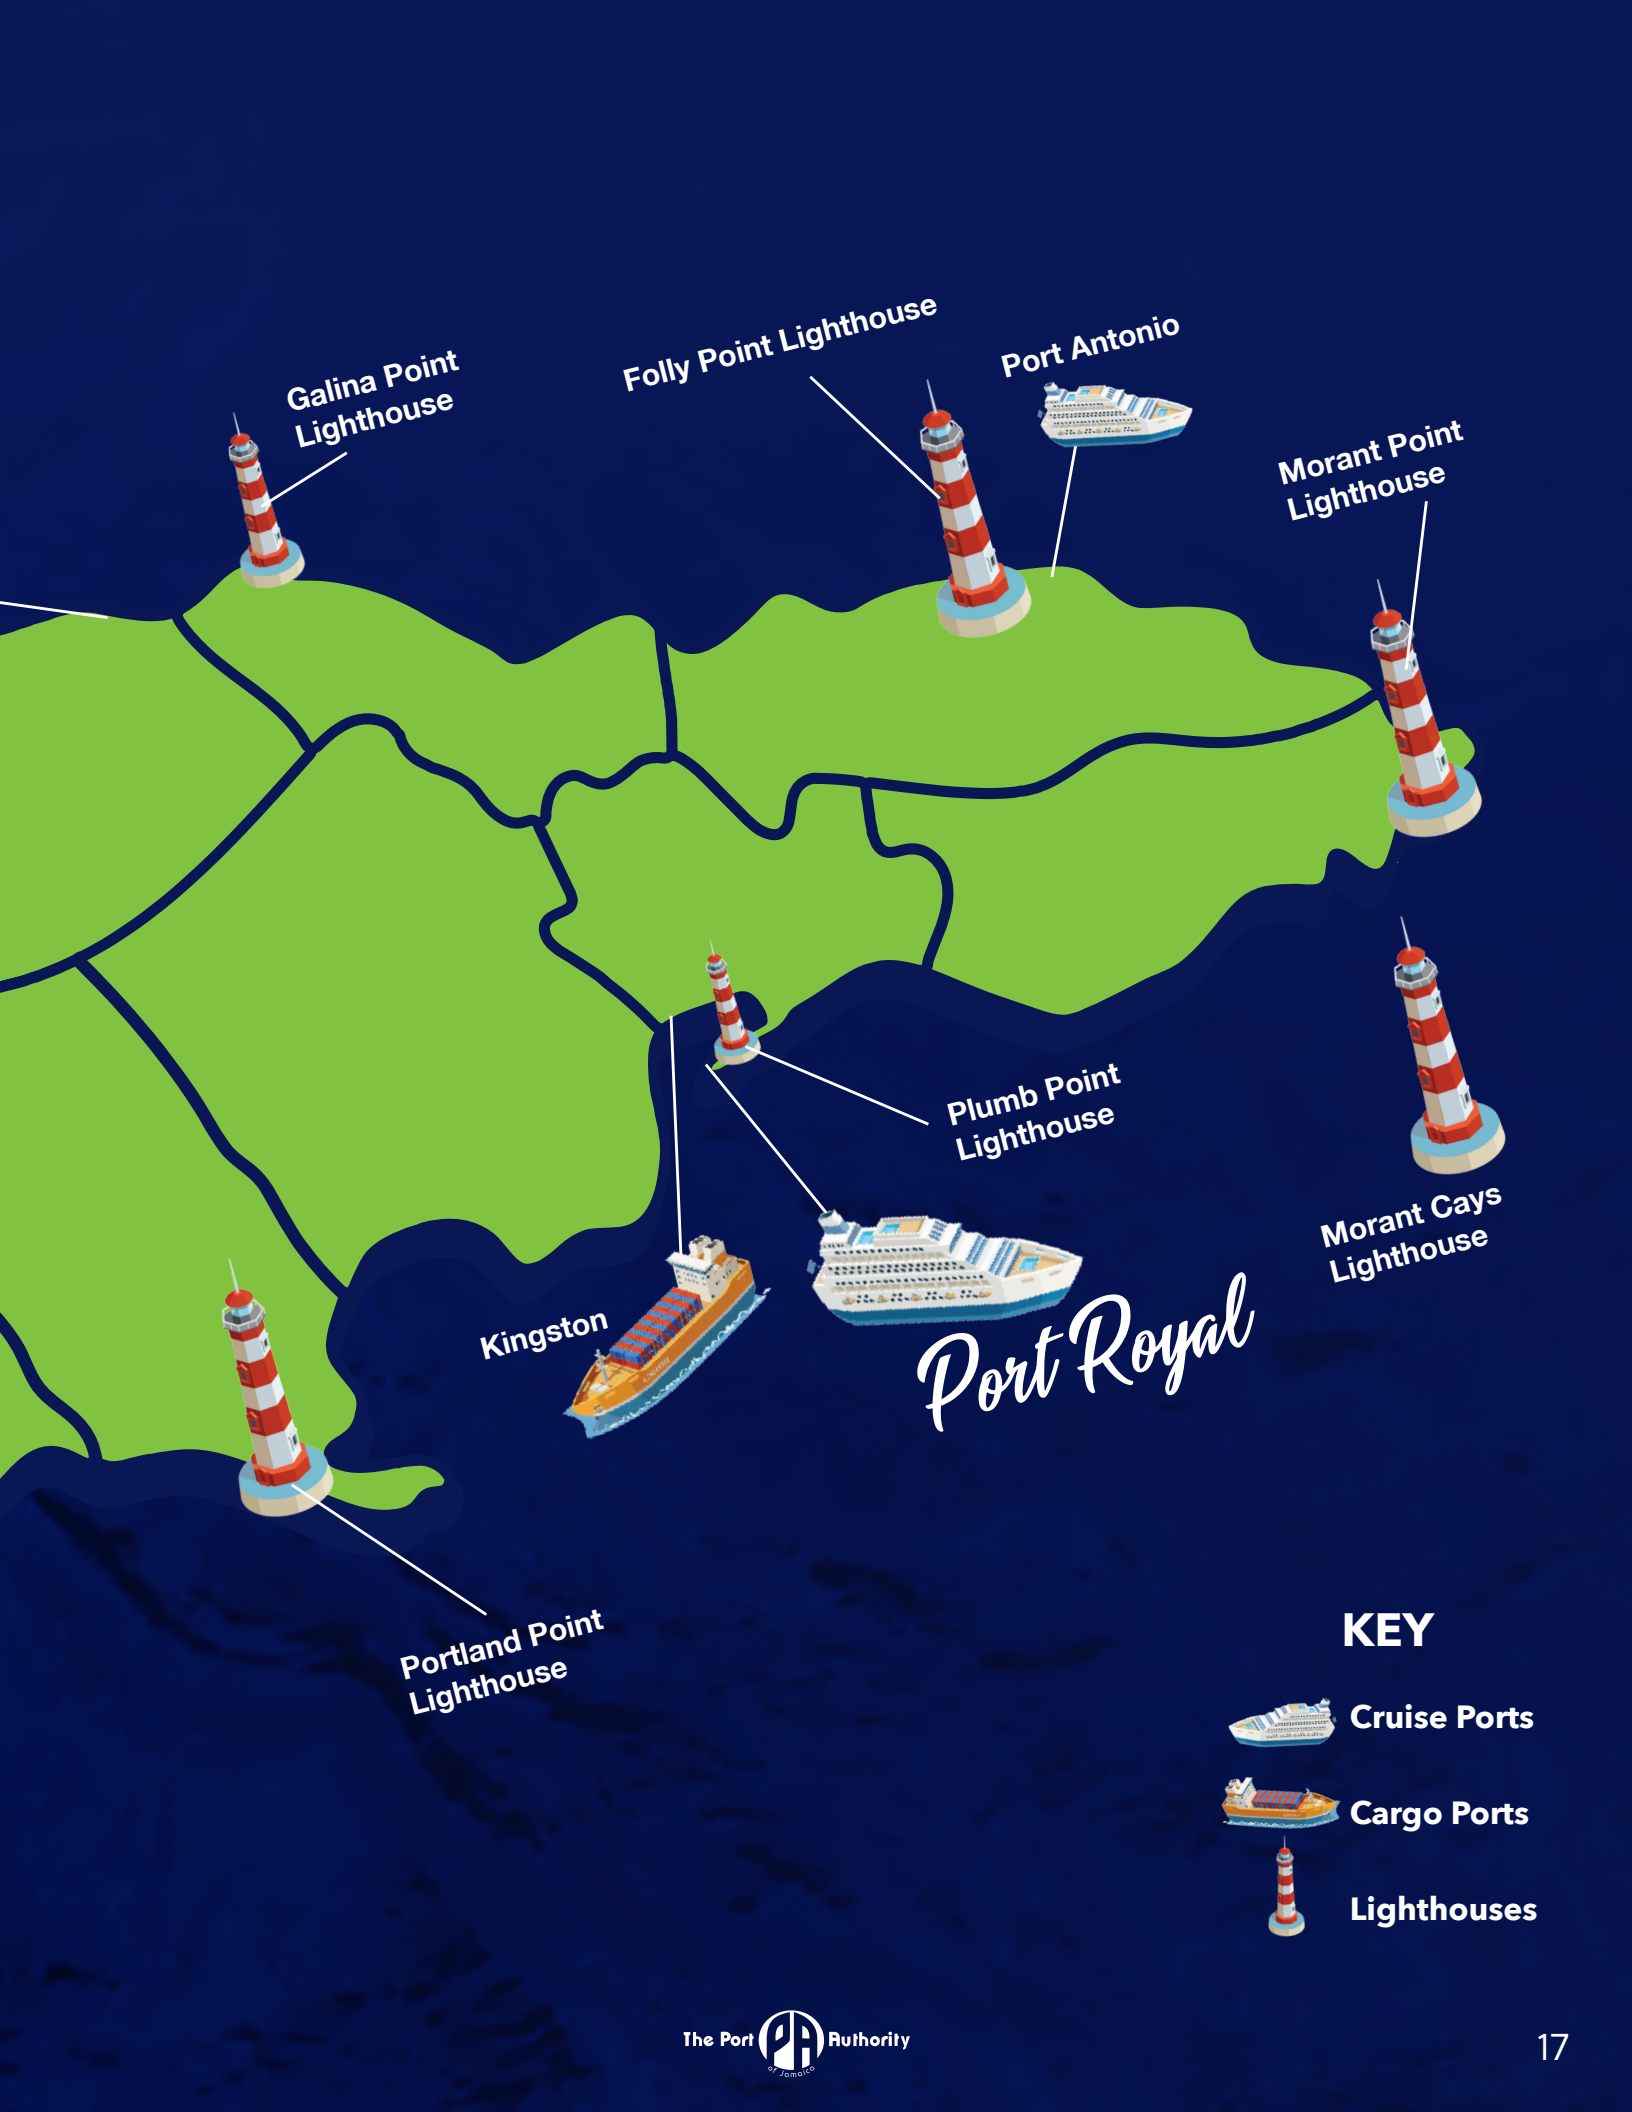 Folly Point Lighthouse
Port Antonio
Galina Point
Lighthouse
Morant Point
Lighthouse
Plumb Point
Lighthouse
Morant Cays
Lighthouse
Kingston
Port Royal
Portland Point
Lighthouse
KEY
Cruise Ports
Cargo Ports
Lighthouses
The Port PA Authority
of Jamaica
17